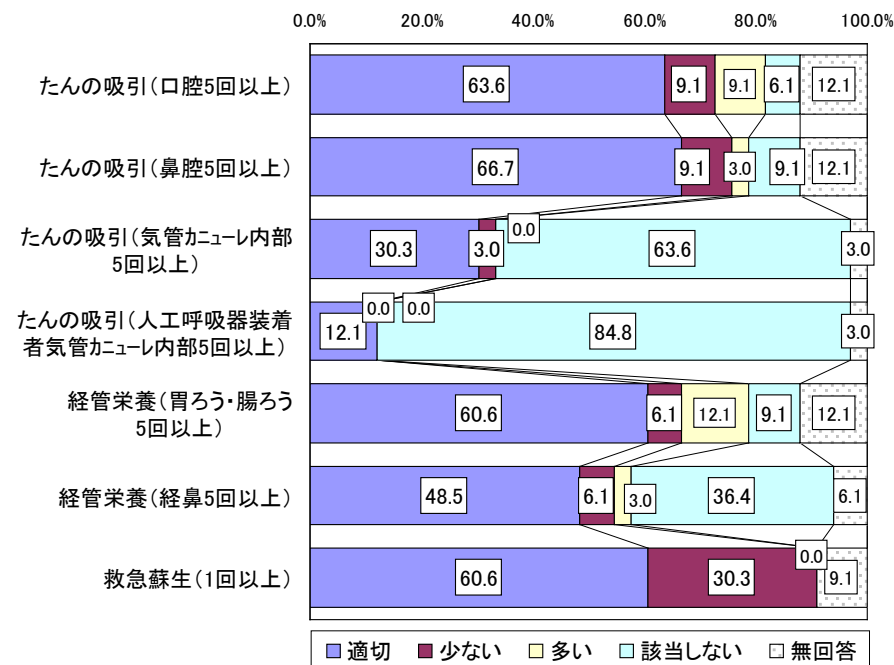 0.0% 20.0% 40.0% 60.0% 80.0% 100.0%
たんの吸引(口腔5回以上)
63.6 9.1 9.1 6.1 12.1
たんの吸引(鼻腔5回以上)
66.7 9.1 3.0 9.1 12.1
たんの吸引(気管ｶﾆｭｰﾚ内部
5回以上)
30.3 3.0 0.0 63.6 3.0
たんの吸引(人工呼吸器装着
者気管ｶﾆｭｰﾚ内部5回以上)
12.1 0.0 0.0 84.8 3.0
経管栄養(胃ろう・腸ろう
5回以上)
60.6 6.1 12.1 9.1 12.1
経管栄養(経鼻5回以上)
48.5 6.1 3.0 36.4 6.1
救急蘇生(1回以上)
60.6 30.3 0.0 9.1
適切 少ない 多い 該当しない 無回答